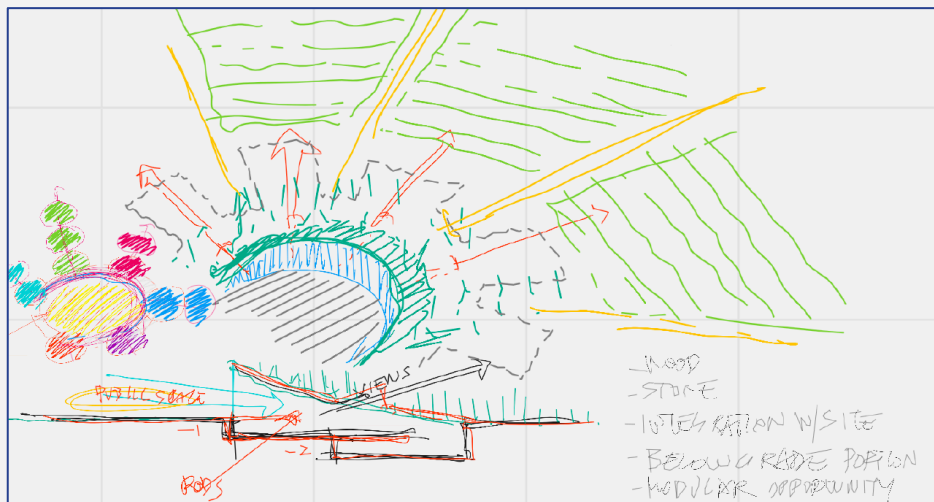 VIEWS
PUBLIC SPACE
-1
-2
PODS
- WOOD
- STONE
- INTEGRATION W/SITE
- BELOW GRADE PORTION
- MODULAR OPPORTUNITY